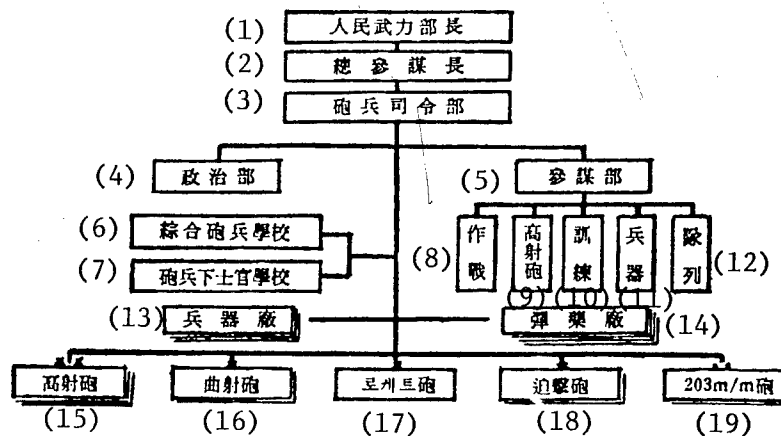 (1) 人民武力部長
(2) 總參謀長
(3) 砲兵司令部
(4) 政治部
(5) 參謀部
(6) 綜合砲兵學校
(7) 砲兵下士官學校
(8) 作戰
(9) 高射砲
(10) 訓練
(11) 兵器
(12) 隊列
(13) 兵器廠
(14) 彈藥廠
高射砲 曲射砲 로케트砲 迫擊砲 203m/m砲
(15) (16) (17) (18) (19)